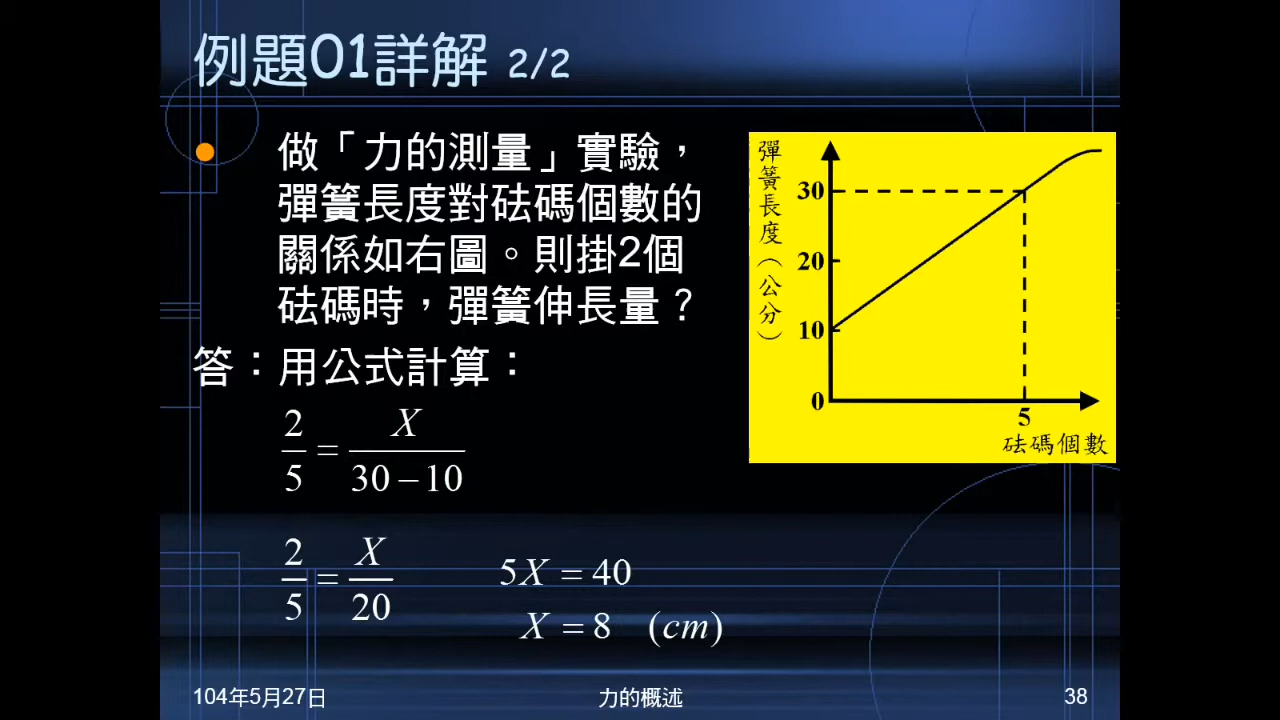 例題01詳解 2/2
做「力的測量」實驗，
彈簧長度對砝碼個數的
關係如右圖。則掛2個
砝碼時，彈簧伸長量？
答：用公式計算：
2/5 = X/(30－10)
2/5 = X/20
5X = 40
X = 8 (cm)
彈簧長度（公分）
30
20
10
0
5
砝碼個數
104年5月27日
力的概述
38